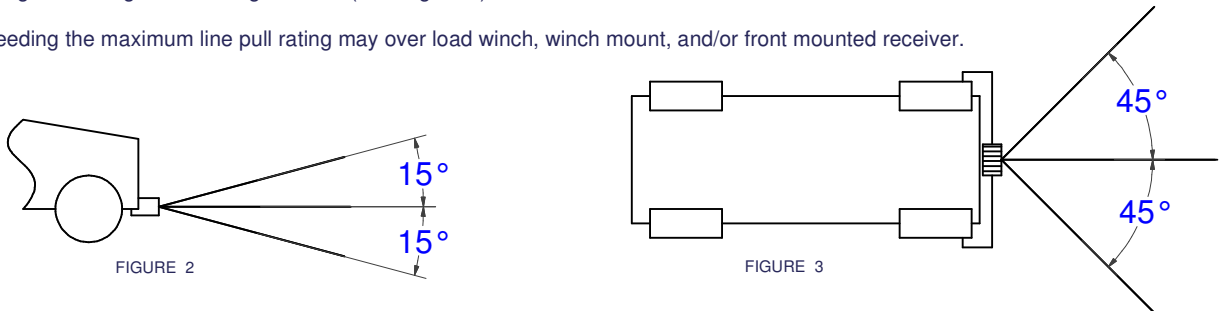 eeding the maximum line pull rating may over load winch, winch mount, and/or front mounted receiver.
45°
15°
45°
15°
FIGURE 2
FIGURE 3